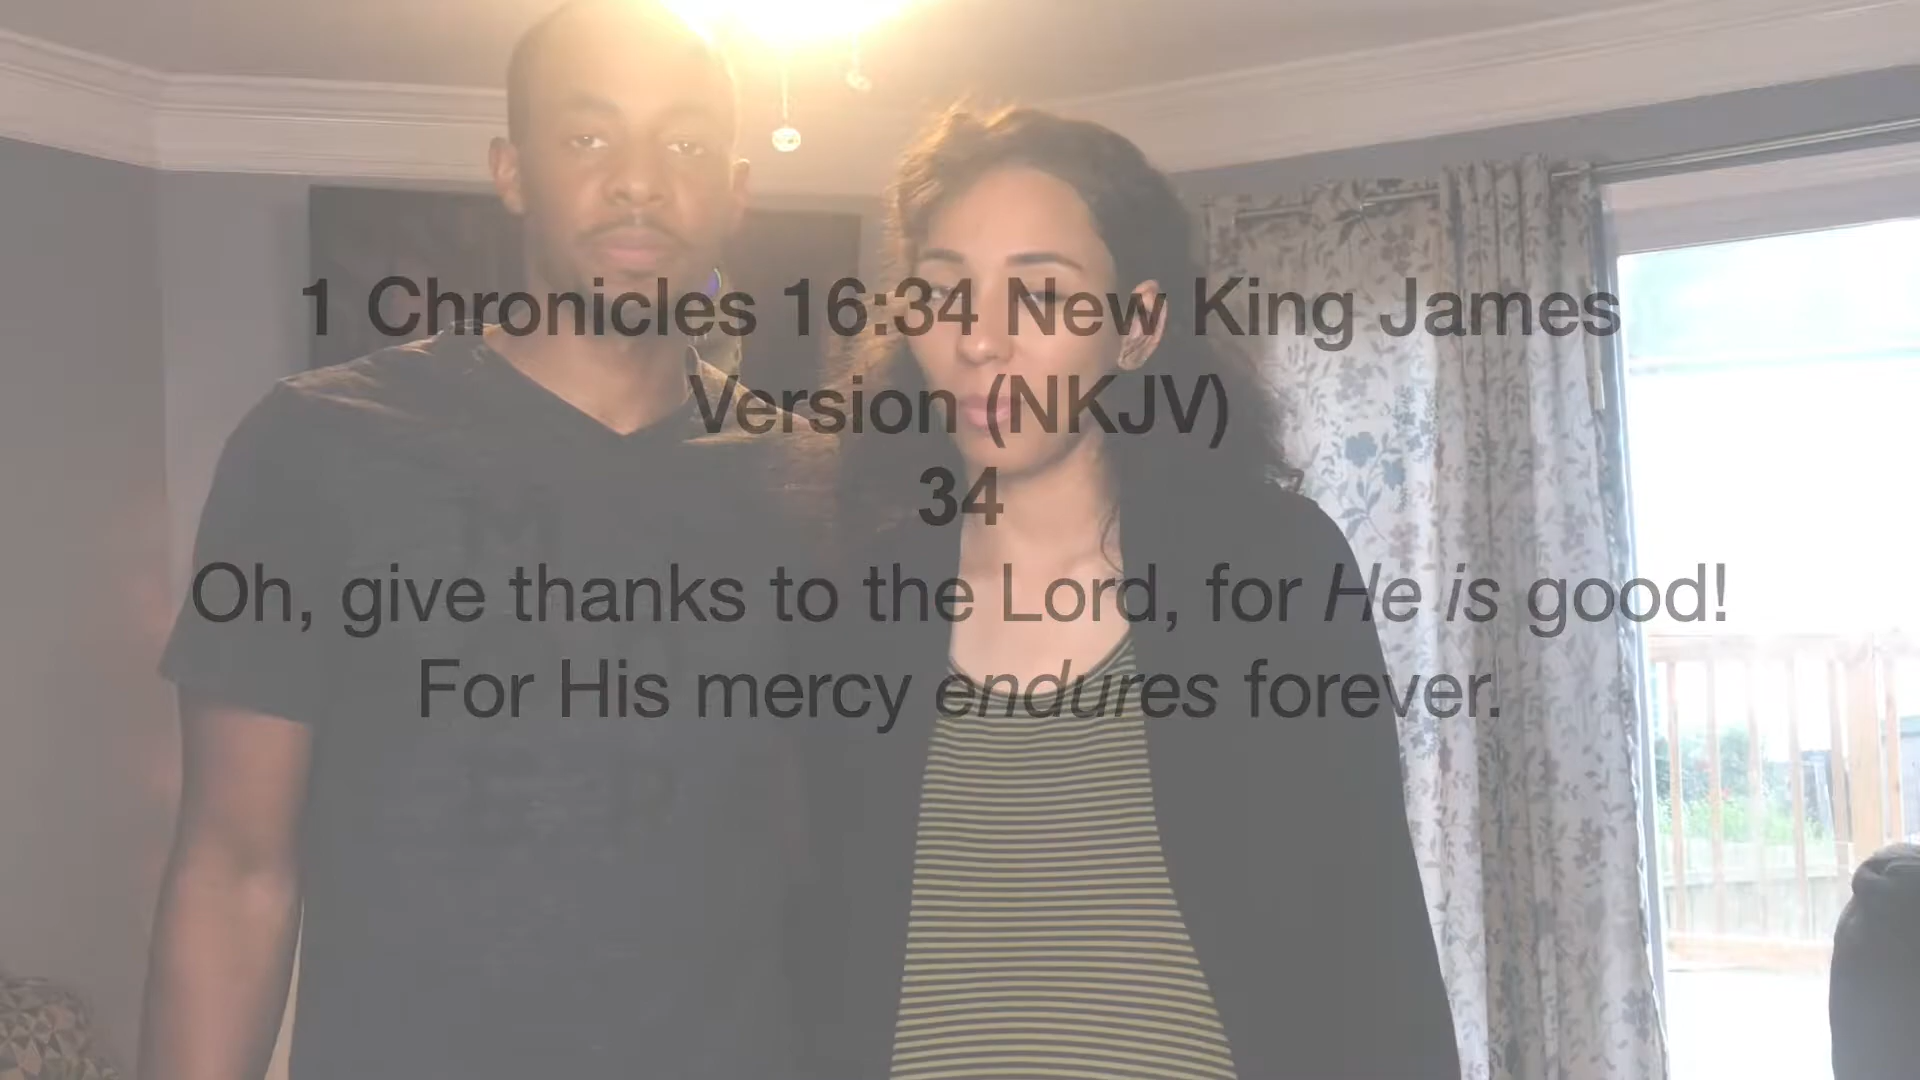 1 Chronicles 16:34 New King James
Version (NKJV)
34
Oh, give thanks to the Lord, for He is good!
For His mercy endures forever.